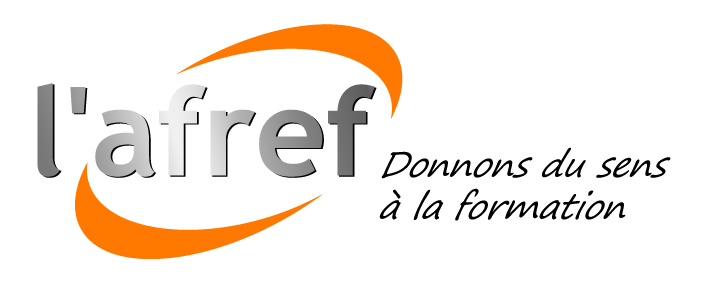 l'afref
Donnons du sens
à la formation